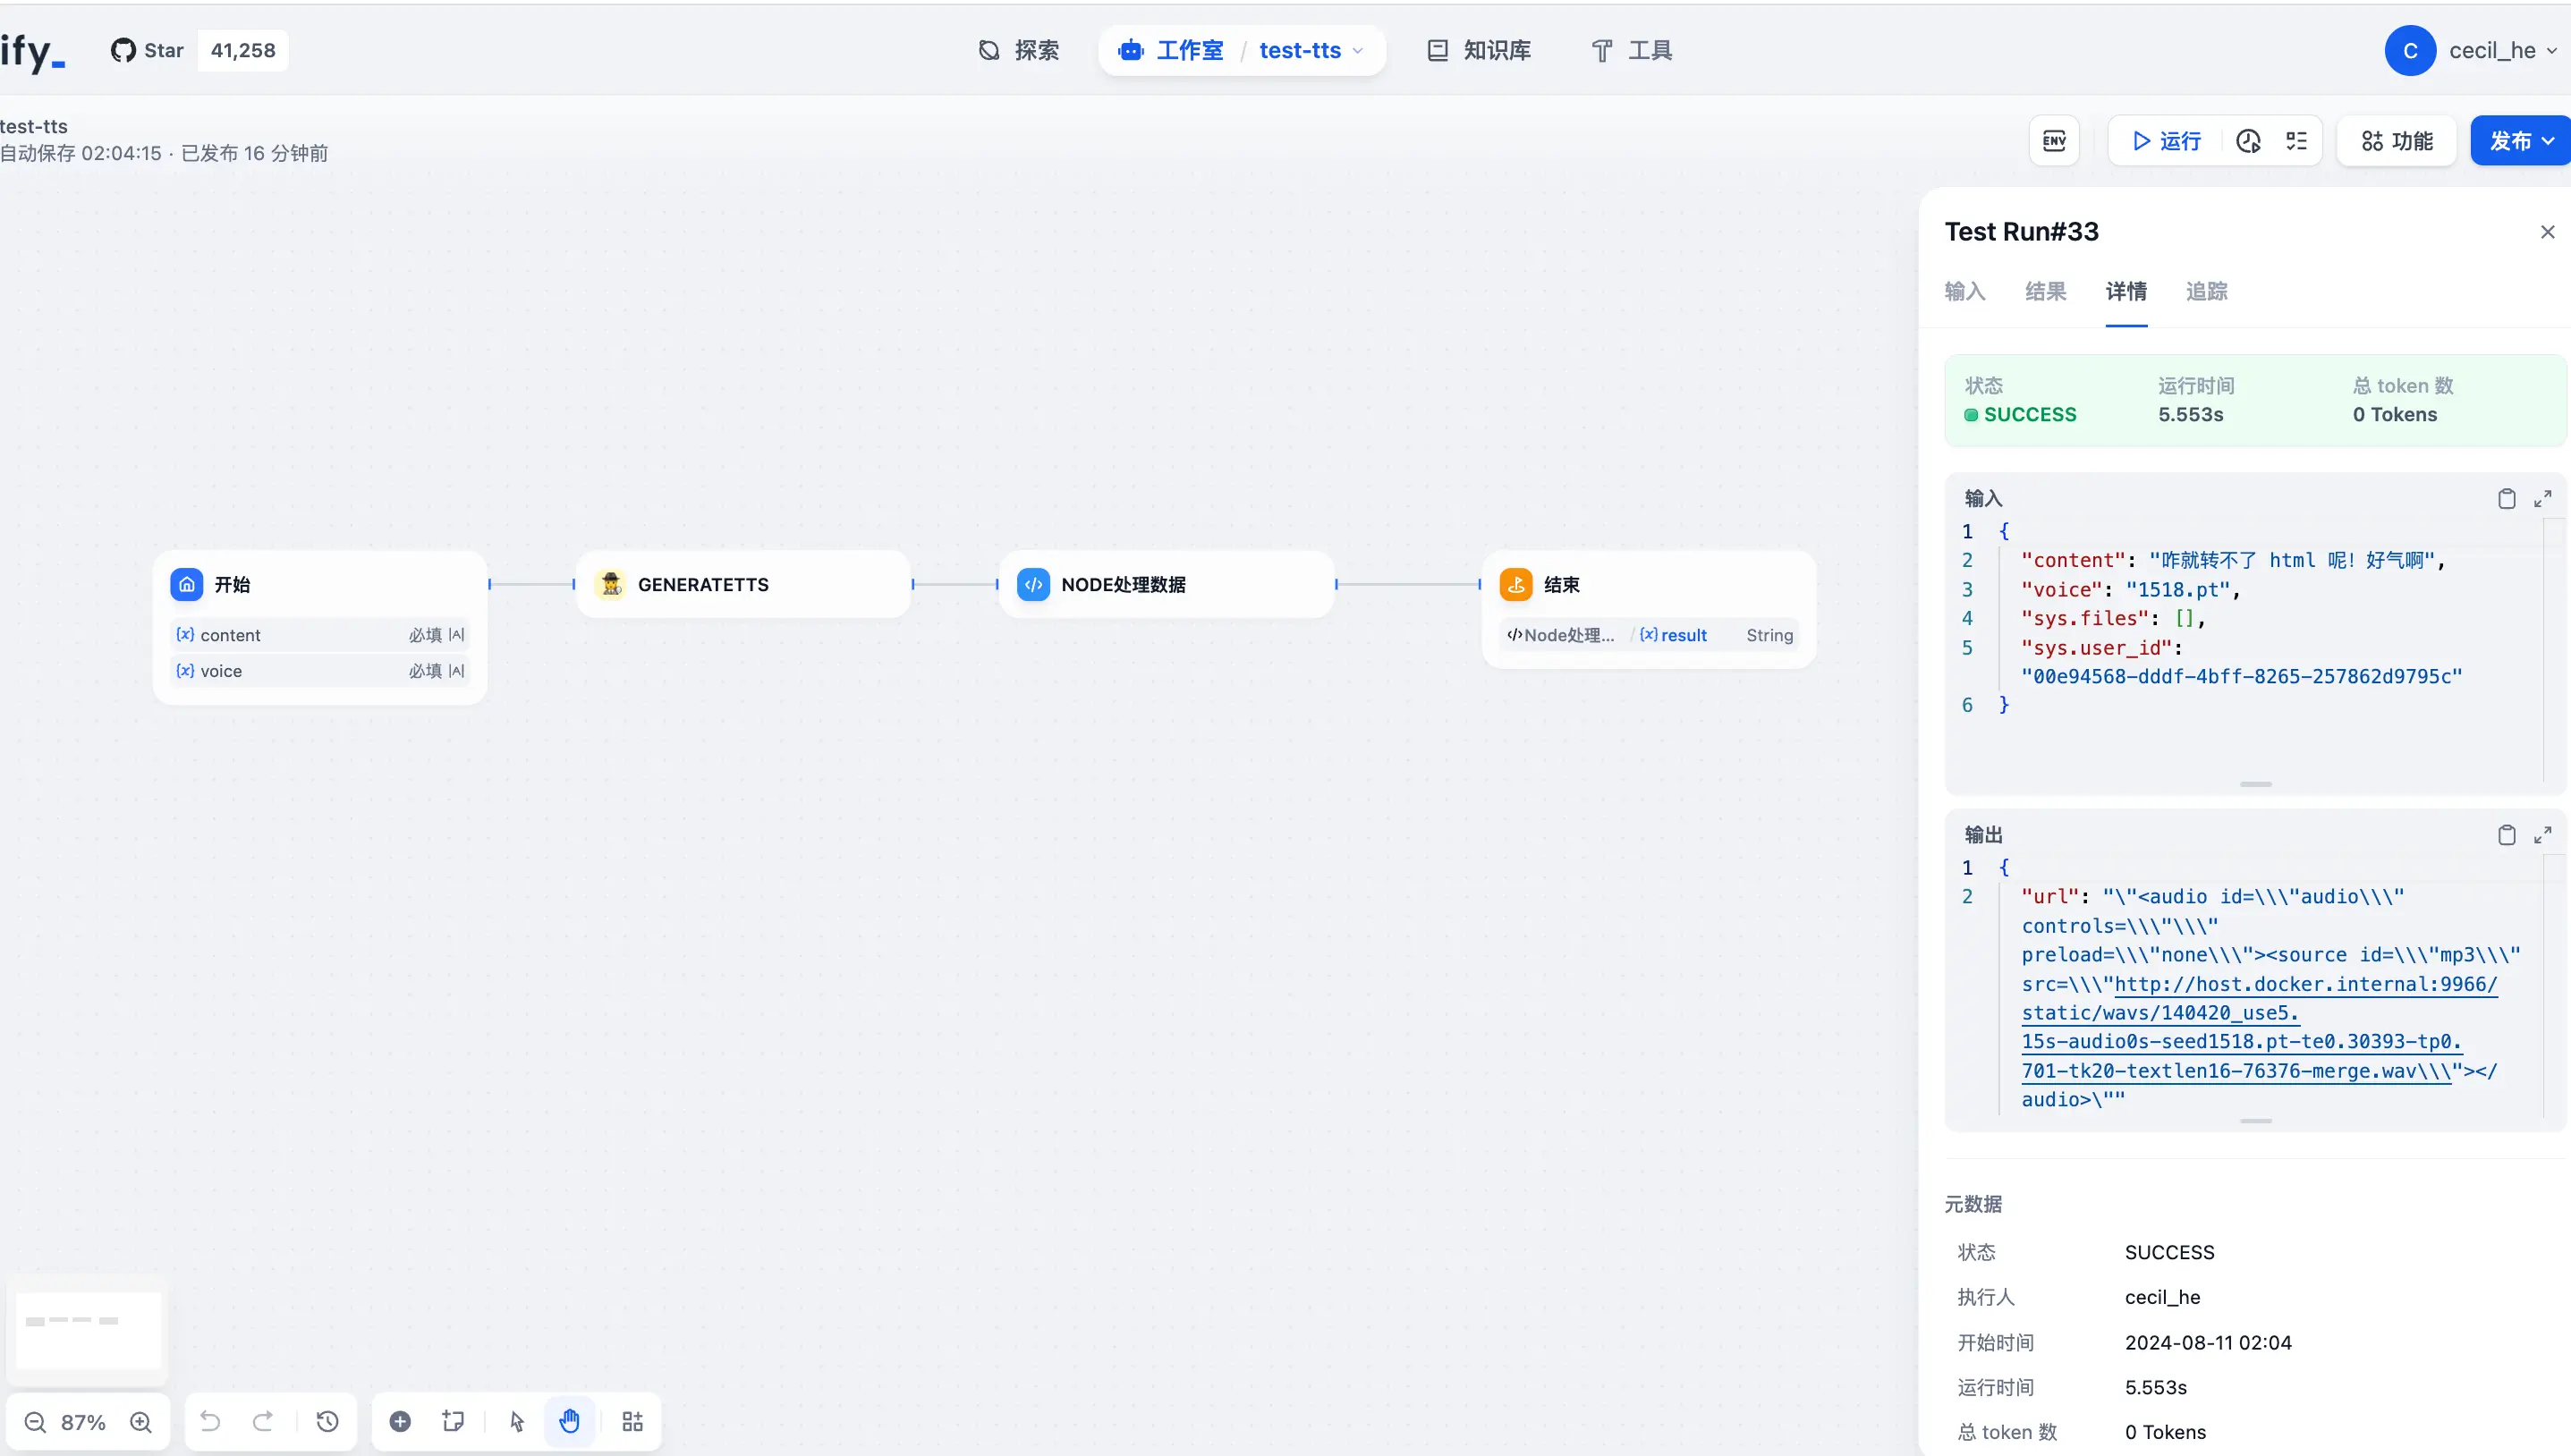 ify_
Star 41,258
探索
工作室 / test-tts
知识库
工具
C cecil_he
test-tts
自动保存 02:04:15 · 已发布 16 分钟前
ENV
运行
功能
发布
Test Run#33
输入 结果 详情 追踪
状态 运行时间 总 token 数
SUCCESS 5.553s 0 Tokens
开始
{x} content 必填
{x} voice 必填
GENERATETTS
NODE处理数据
结束
Node处理... / {x} result String
输入
1 {
2 "content": "咋就转不了 html 呢！好气啊",
3 "voice": "1518.pt",
4 "sys.files": [],
5 "sys.user_id":
"00e94568-dddf-4bff-8265-257862d9795c"
6 }
输出
1 {
2 "url": "\"<audio id=\\\"audio\\\"
controls=\\\"\\\"
preload=\\\"none\\\"><source id=\\\"mp3\\\"
src=\\\"http://host.docker.internal:9966/
static/wavs/140420_use5.
15s-audio0s-seed1518.pt-te0.30393-tp0.
701-tk20-textlen16-76376-merge.wav\\\"></
audio>\""
元数据
状态 SUCCESS
执行人 cecil_he
开始时间 2024-08-11 02:04
运行时间 5.553s
总 token 数 0 Tokens
87%